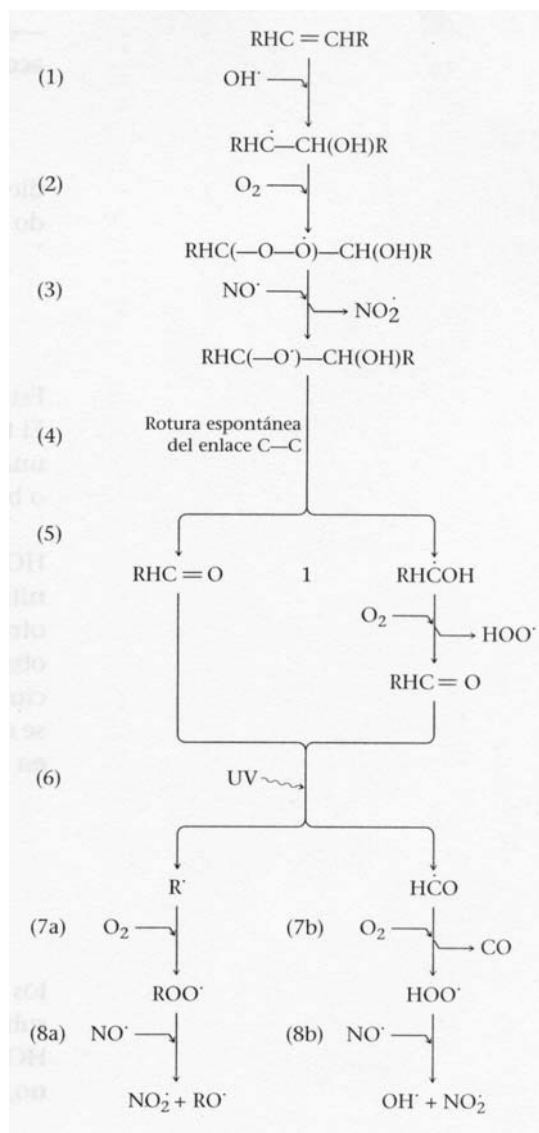 RHC = CHR
(1) OH˙
RHĊ—CH(OH)R
(2) O₂
RHC(—O—Ȯ)—CH(OH)R
(3) NO˙ NO₂˙
RHC(—O˙)—CH(OH)R
(4) Rotura espontánea
del enlace C—C
(5)
RHC = O 1 RHĊOH
O₂ HOO˙
RHC = O
(6) UV
R˙ HĊO
(7a) O₂ (7b) O₂ CO
ROO˙ HOO˙
(8a) NO˙ (8b) NO˙
NO₂˙ + RO˙ OH˙ + NO₂˙